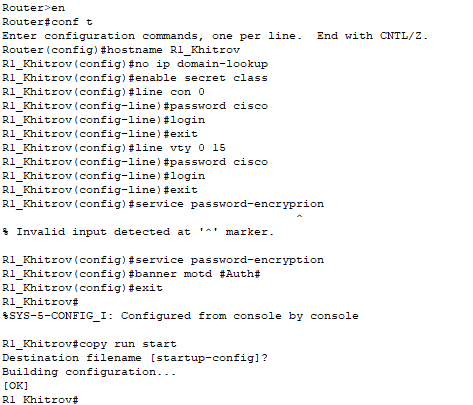 Router>en
Router#conf t
Enter configuration commands, one per line.  End with CNTL/Z.
Router(config)#hostname R1_Khitrov
R1_Khitrov(config)#no ip domain-lookup
R1_Khitrov(config)#enable secret class
R1_Khitrov(config)#line con 0
R1_Khitrov(config-line)#password cisco
R1_Khitrov(config-line)#login
R1_Khitrov(config-line)#exit
R1_Khitrov(config)#line vty 0 15
R1_Khitrov(config-line)#password cisco
R1_Khitrov(config-line)#login
R1_Khitrov(config-line)#exit
R1_Khitrov(config)#service password-encryprion
^
% Invalid input detected at '^' marker.
R1_Khitrov(config)#service password-encryption
R1_Khitrov(config)#banner motd #Auth#
R1_Khitrov(config)#exit
R1_Khitrov#
%SYS-5-CONFIG_I: Configured from console by console
R1_Khitrov#copy run start
Destination filename [startup-config]?
Building configuration...
[OK]
R1_Khitrov#